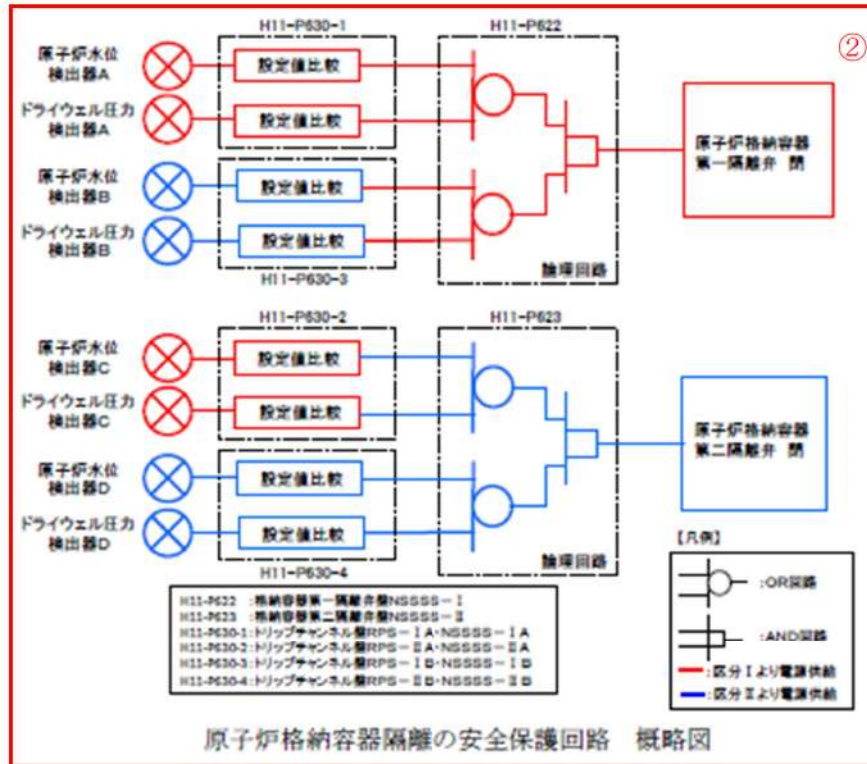 H11-P630-1
H11-P622
②
原子炉水位
検出器A
設定値比較
ドライウェル圧力
検出器A
設定値比較
原子炉格納容器
第一隔離弁 閉
原子炉水位
検出器B
設定値比較
ドライウェル圧力
検出器B
設定値比較
論理回路
H11-P630-3
H11-P630-2
H11-P623
原子炉水位
検出器C
設定値比較
ドライウェル圧力
検出器C
設定値比較
原子炉格納容器
第二隔離弁 閉
原子炉水位
検出器D
設定値比較
ドライウェル圧力
検出器D
設定値比較
論理回路
H11-P630-4
【凡例】
:OR回路
:AND回路
:区分Ⅰより電源供給
:区分Ⅱより電源供給
H11-P622 :格納容器第一隔離弁盤NSSSS-Ⅰ
H11-P623 :格納容器第二隔離弁盤NSSSS-Ⅱ
H11-P630-1:トリップチャンネル盤RPS-ⅠA・NSSSS-ⅠA
H11-P630-2:トリップチャンネル盤RPS-ⅡA・NSSSS-ⅡA
H11-P630-3:トリップチャンネル盤RPS-ⅠB・NSSSS-ⅠB
H11-P630-4:トリップチャンネル盤RPS-ⅡB・NSSSS-ⅡB
原子炉格納容器隔離の安全保護回路 概略図